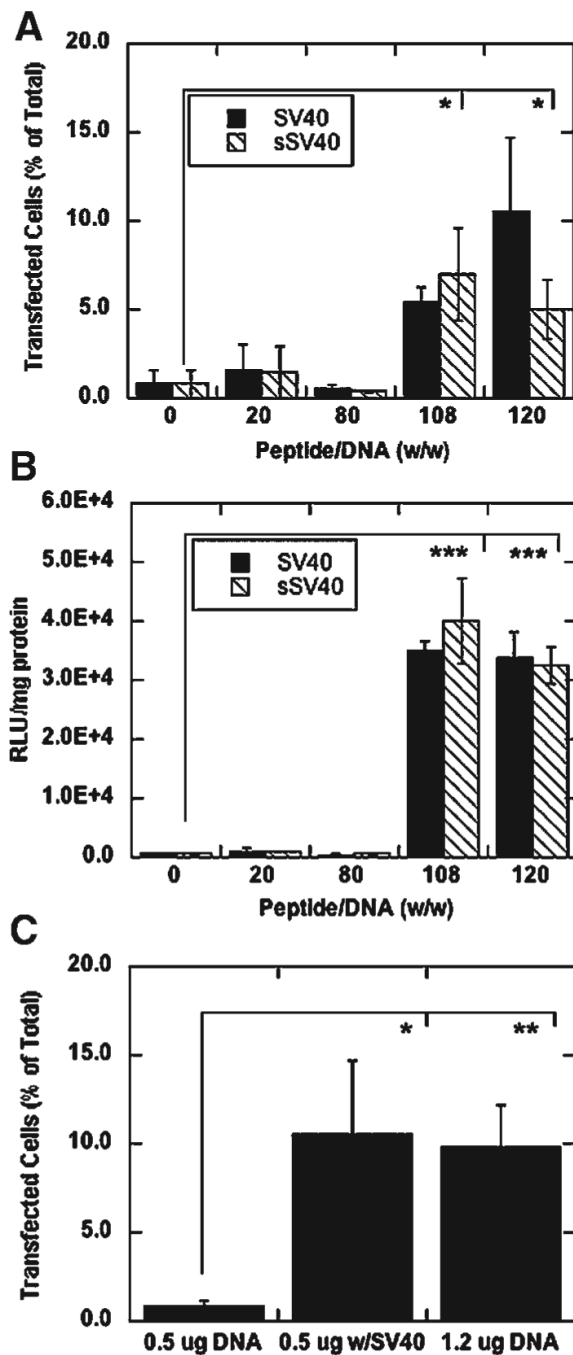 A
20.0
15.0
10.0
5.0
0.0
Transfected Cells (% of Total)
SV40
sSV40
* *
0 20 80 108 120
Peptide/DNA (w/w)
B
6.0E+4
5.0E+4
4.0E+4
3.0E+4
2.0E+4
1.0E+4
0.0
RLU/mg protein
SV40
sSV40
*** ***
0 20 80 108 120
Peptide/DNA (w/w)
C
20.0
15.0
10.0
5.0
0.0
Transfected Cells (% of Total)
* **
0.5 ug DNA 0.5 ug w/SV40 1.2 ug DNA